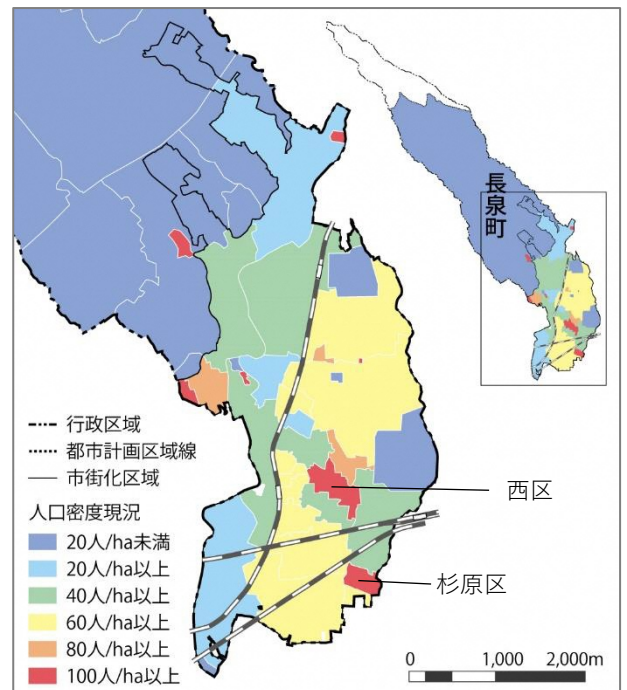 長泉町
行政区域
都市計画区域線
市街化区域
人口密度現況
20人/ha未満
20人/ha以上
40人/ha以上
60人/ha以上
80人/ha以上
100人/ha以上
西区
杉原区
0 1,000 2,000m